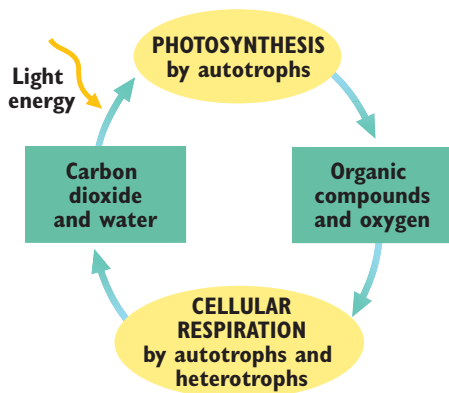 PHOTOSYNTHESIS
by autotrophs
Light
energy
Carbon
dioxide
and water
Organic
compounds
and oxygen
CELLULAR
RESPIRATION
by autotrophs and
heterotrophs